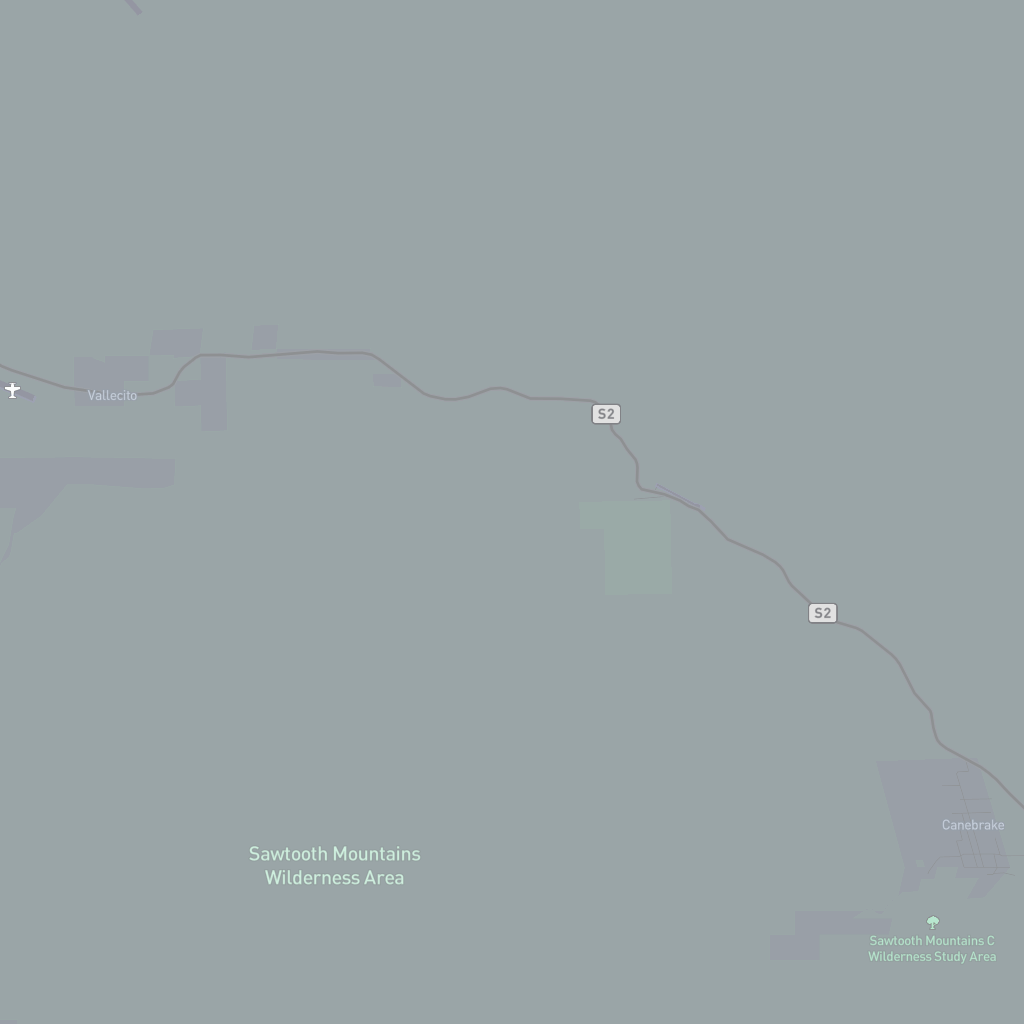 Vallecito
S2
S2
Canebrake
Sawtooth Mountains
Wilderness Area
Sawtooth Mountains C
Wilderness Study Area